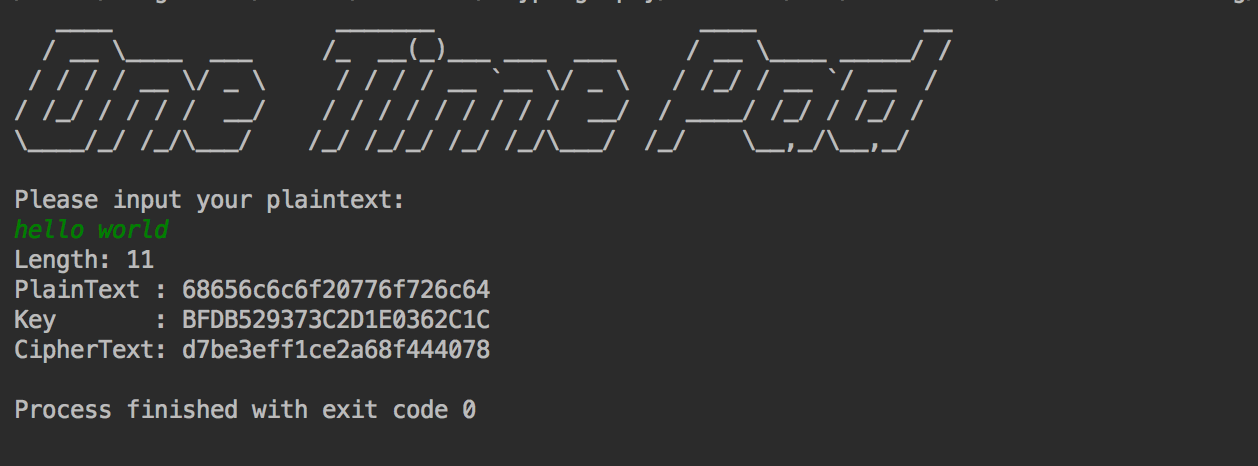 One Time Pad
Please input your plaintext:
hello world
Length: 11
PlainText : 68656c6c6f20776f726c64
Key       : BFDB529373C2D1E0362C1C
CipherText: d7be3eff1ce2a68f444078
Process finished with exit code 0